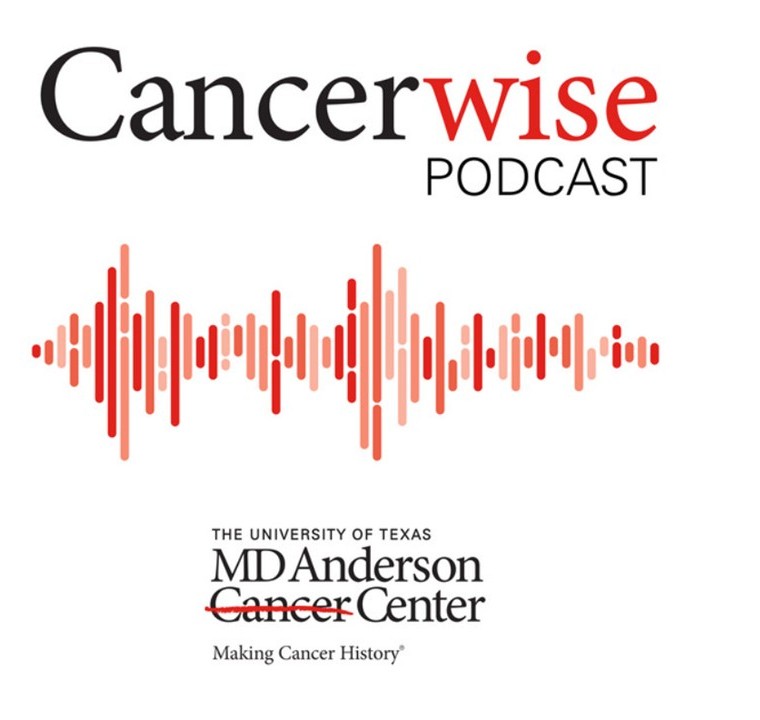 Cancerwise
PODCAST
THE UNIVERSITY OF TEXAS
MD Anderson
Cancer Center
Making Cancer History®